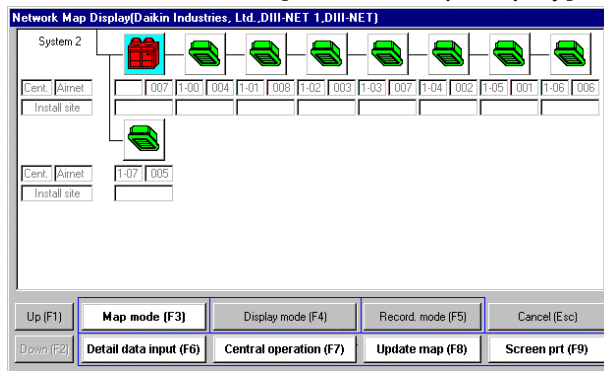 Network Map Display(Daikin Industries, Ltd.,DIII-NET 1,DIII-NET)
System 2
Cent. Airnet 007 1-00 004 1-01 008 1-02 003 1-03 007 1-04 002 1-05 001 1-06 006
Install site
Cent. Airnet 1-07 005
Install site
Up (F1) Map mode (F3) Display mode (F4) Record. mode (F5) Cancel (Esc)
Down (F2) Detail data input (F6) Central operation (F7) Update map (F8) Screen prt (F9)